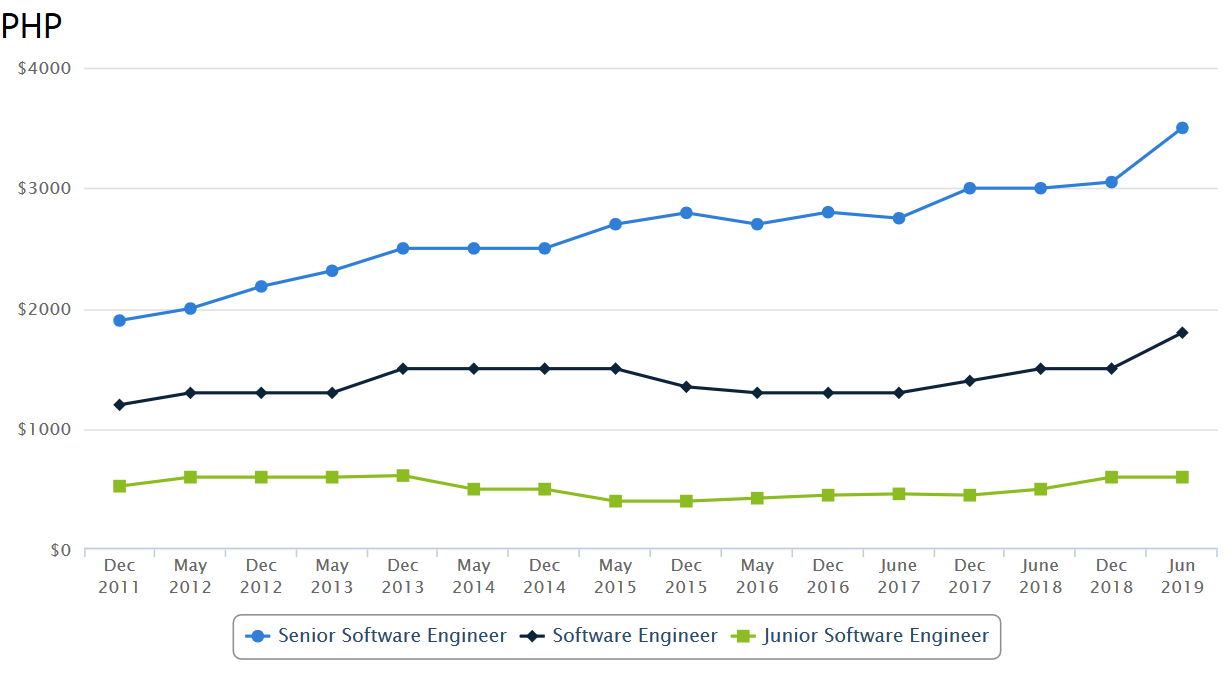 PHP
$4000
$3000
$2000
$1000
$0
Dec May Dec May Dec May Dec May Dec May Dec June Dec June Dec Jun
2011 2012 2012 2013 2013 2014 2014 2015 2015 2016 2016 2017 2017 2018 2018 2019
Senior Software Engineer Software Engineer Junior Software Engineer